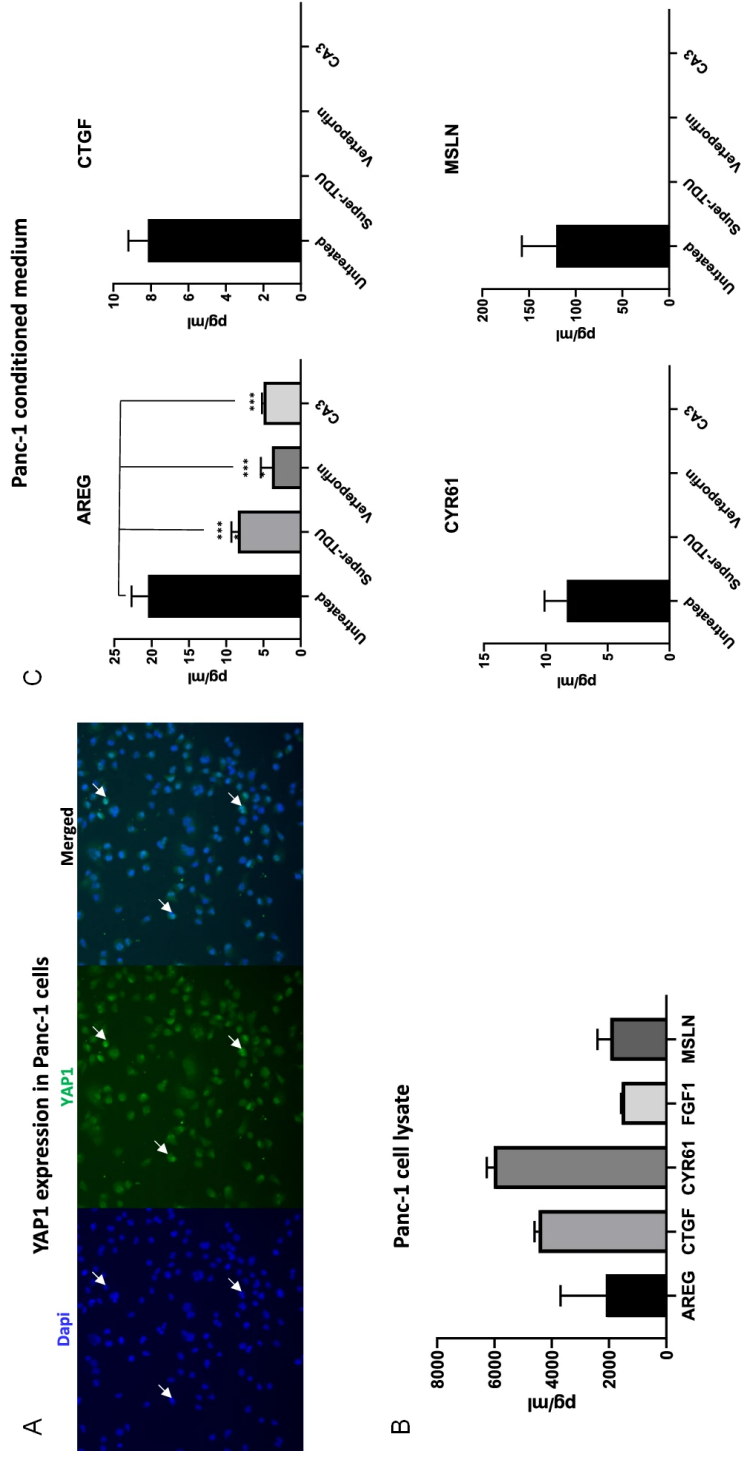 A
YAP1 expression in Panc-1 cells
Dapi
YAP1
Merged
B
Panc-1 cell lysate
pg/ml
8000
6000
4000
2000
0
AREG
CTGF
CYR61
FGF1
MSLN
C
Panc-1 conditioned medium
AREG
pg/ml
25
20
15
10
5
0
***
*
***
*
***
Untreated
Super-TDU
Verteporfin
CA3
CTGF
pg/ml
10
8
6
4
2
0
Untreated
Super-TDU
Verteporfin
CA3
CYR61
pg/ml
15
10
5
0
Untreated
Super-TDU
Verteporfin
CA3
MSLN
pg/ml
200
150
100
50
0
Untreated
Super-TDU
Verteporfin
CA3